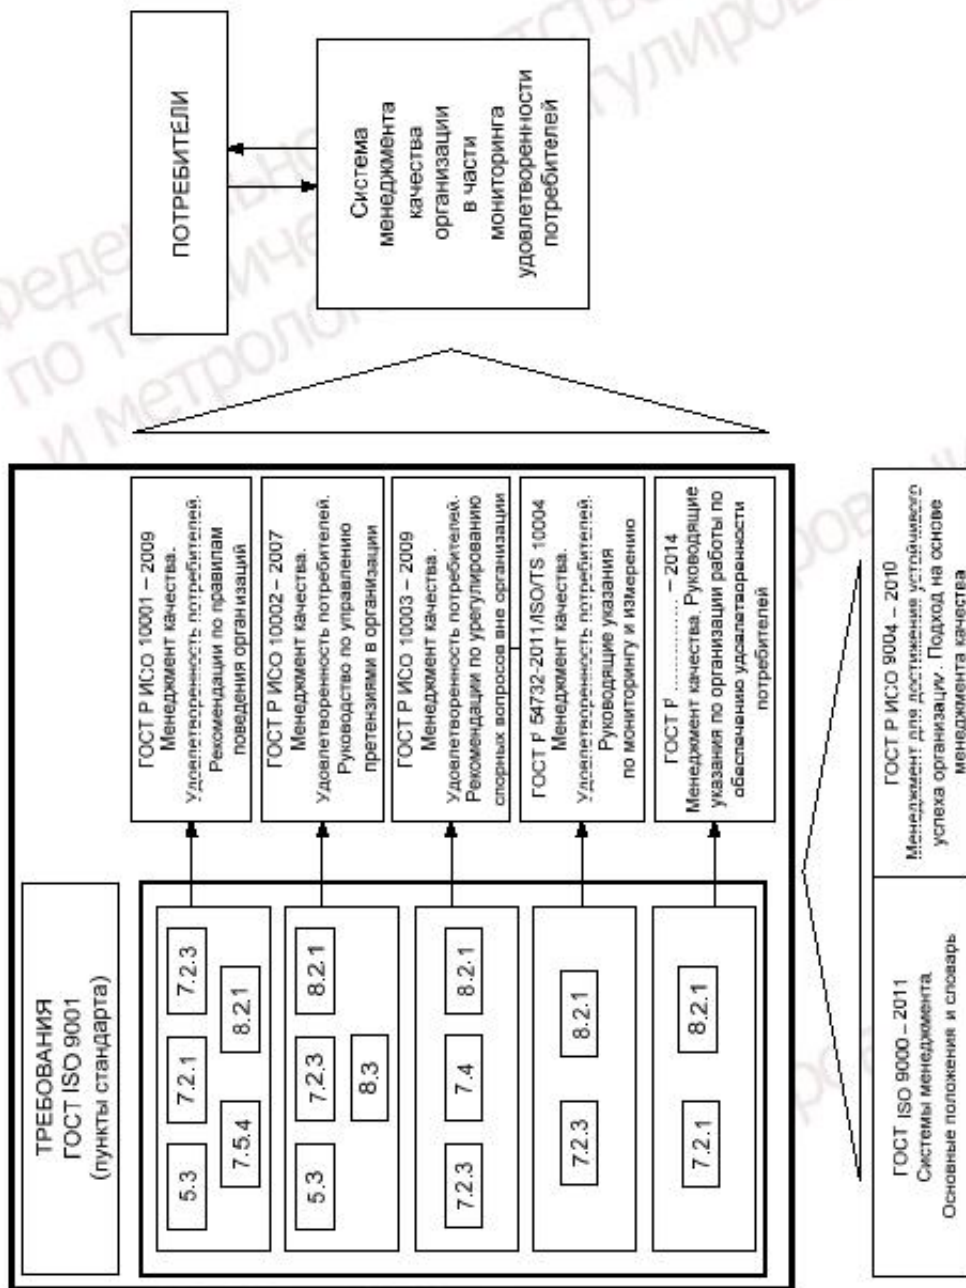 ТРЕБОВАНИЯ
ГОСТ ISO 9001
(пункты стандарта)
5.3
7.2.1
7.2.3
7.5.4
8.2.1
ГОСТ Р ИСО 10001 – 2009
Менеджмент качества.
Удовлетворенность потребителей.
Рекомендации по правилам
поведения организаций
5.3
7.2.3
8.2.1
8.3
ГОСТ Р ИСО 10002 – 2007
Менеджмент качества.
Удовлетворенность потребителей.
Руководство по управлению
претензиями в организации
7.2.3
7.4
8.2.1
ГОСТ Р ИСО 10003 – 2009
Менеджмент качества.
Удовлетворенность потребителей.
Рекомендации по урегулированию
спорных вопросов вне организации
7.2.3
8.2.1
ГОСТ Р 54732-2011/ISO/TS 10004
Менеджмент качества.
Удовлетворенность потребителей.
Руководящие указания
по мониторингу и измерению
7.2.1
8.2.1
ГОСТ Р ............... – 2014
Менеджмент качества. Руководящие
указания по организации работы по
обеспечению удовлетворенности
потребителей
ПОТРЕБИТЕЛИ
Система
менеджмента
качества
организации
в части
мониторинга
удовлетворенности
потребителей
ГОСТ ISO 9000 – 2011
Системы менеджмента.
Основные положения и словарь
ГОСТ Р ИСО 9004 – 2010
Менеджмент для достижения устойчивого
успеха организации. Подход на основе
менеджмента качества